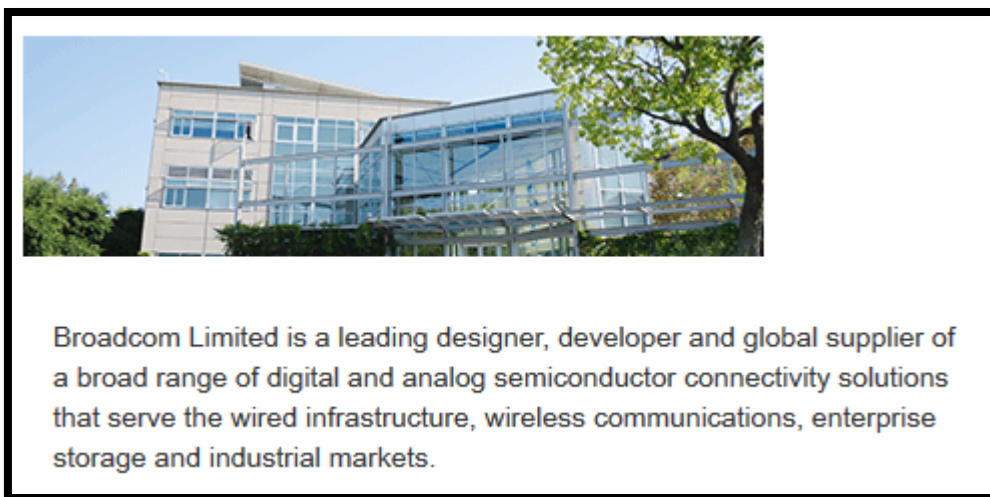 Broadcom Limited is a leading designer, developer and global supplier of
a broad range of digital and analog semiconductor connectivity solutions
that serve the wired infrastructure, wireless communications, enterprise
storage and industrial markets.